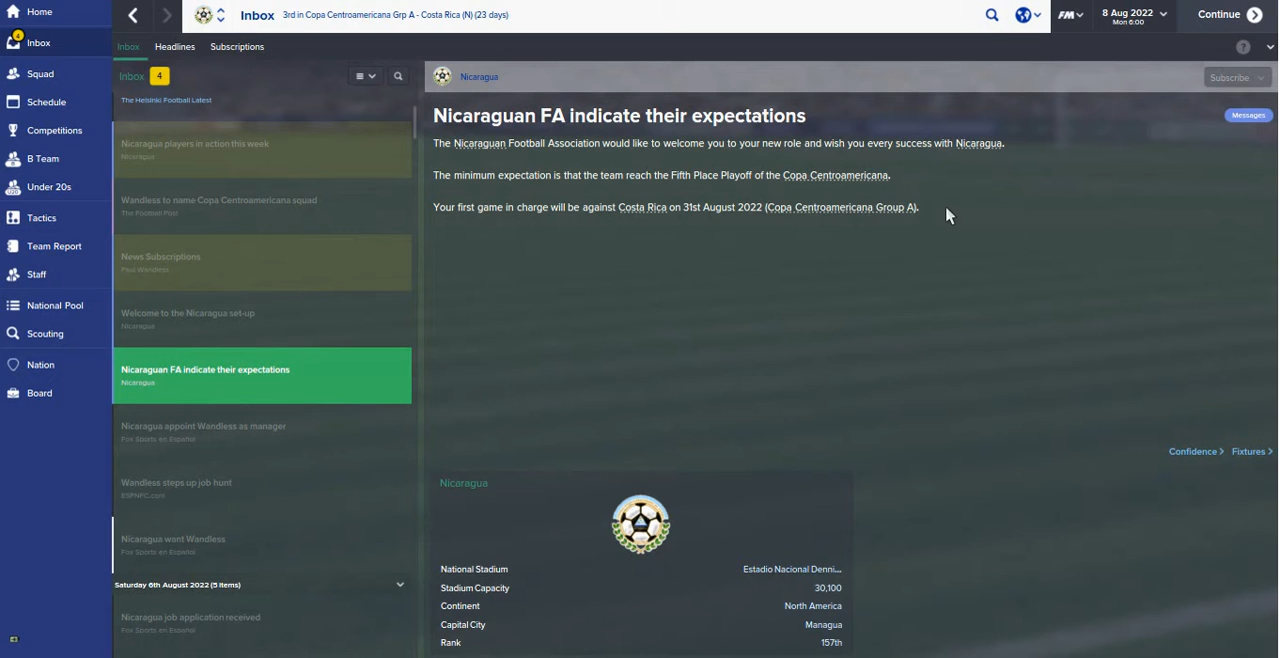 Home
Inbox
3rd in Copa Centroamericana Grp A - Costa Rica (N) (23 days)
FM
8 Aug 2022
Mon 6:00
Continue
4
Inbox
Squad
Schedule
Competitions
B Team
Under 20s
Tactics
Team Report
Staff
National Pool
Scouting
Nation
Board
Inbox
Headlines
Subscriptions
?
Inbox
4
The Helsinki Football Latest
Nicaragua players in action this week
Nicaragua
Wandless to name Copa Centroamericana squad
The Football Post
News Subscriptions
Paul Wandless
Welcome to the Nicaragua set-up
Nicaragua
Nicaraguan FA indicate their expectations
Nicaragua
Nicaragua appoint Wandless as manager
Fox Sports en Español
Wandless steps up job hunt
ESPNFC.com
Nicaragua want Wandless
Fox Sports en Español
Saturday 6th August 2022 (5 items)
Nicaragua job application received
Fox Sports en Español
Nicaragua
Subscribe
Nicaraguan FA indicate their expectations
Messages
The Nicaraguan Football Association would like to welcome you to your new role and wish you every success with Nicaragua.
The minimum expectation is that the team reach the Fifth Place Playoff of the Copa Centroamericana.
Your first game in charge will be against Costa Rica on 31st August 2022 (Copa Centroamericana Group A).
Confidence >
Fixtures >
Nicaragua
National Stadium Estadio Nacional Denni...
Stadium Capacity 30,100
Continent North America
Capital City Managua
Rank 157th